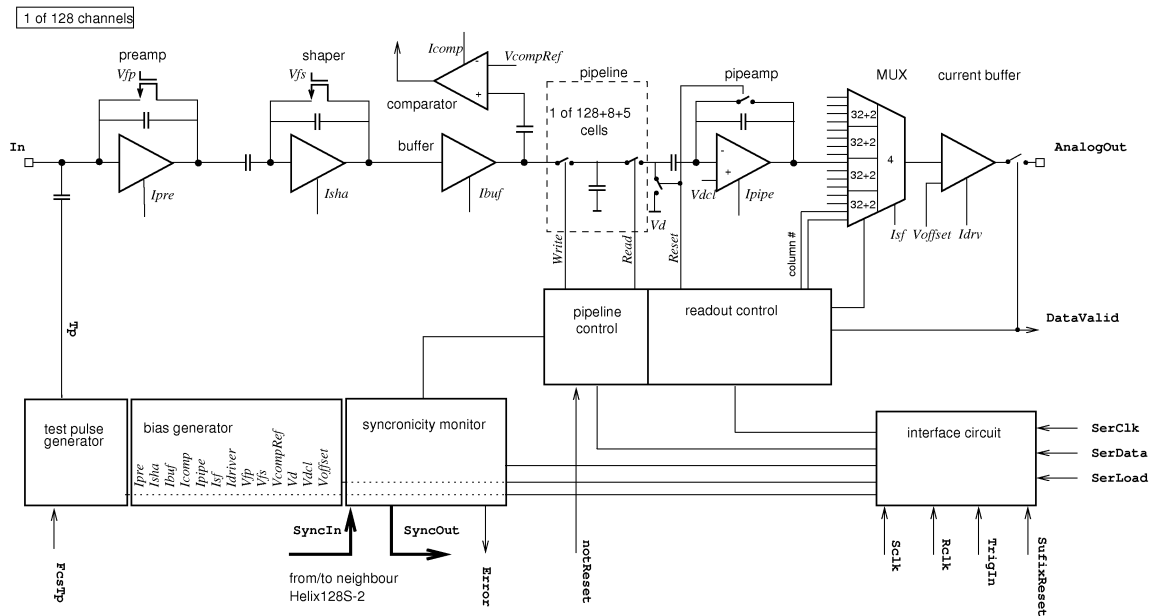 1 of 128 channels
preamp
Vfp
shaper
Vfs
Icomp
VcompRef
-
+
comparator
pipeline
1 of 128+8+5
cells
pipeamp
MUX
current buffer
32+2
32+2
32+2
32+2
4
In
Ipre
Isha
buffer
Ibuf
-
+
Vdcl
Ipipe
Vd
Isf
Voffset
Idrv
AnalogOut
Write
Read
Reset
column #
pipeline
control
readout control
DataValid
Tp
test pulse
generator
bias generator
Ipre
Isha
Ibuf
Icomp
Ipipe
Isf
Idriver
Vfp
Vfs
VcompRef
Vd
Vdcl
Voffset
syncronicity monitor
interface circuit
SerClk
SerData
SerLoad
SyncIn
SyncOut
from/to neighbour
Helix128S-2
FcsTp
Error
notReset
Sclk
Rclk
TrigIn
SufixReset